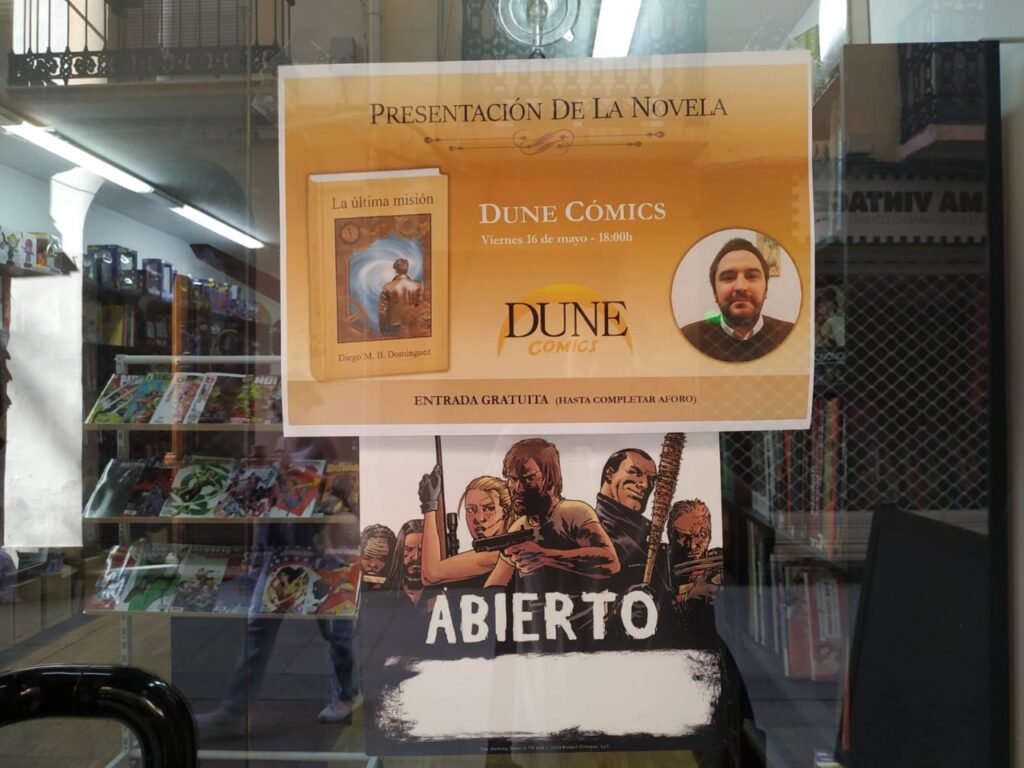 PRESENTACIÓN DE LA NOVELA
La última misión
Diego M. B. Domínguez
DUNE CÓMICS
Viernes 16 de mayo - 18:00h
DUNE
COMICS
ENTRADA GRATUITA (HASTA COMPLETAR AFORO)
ABIERTO